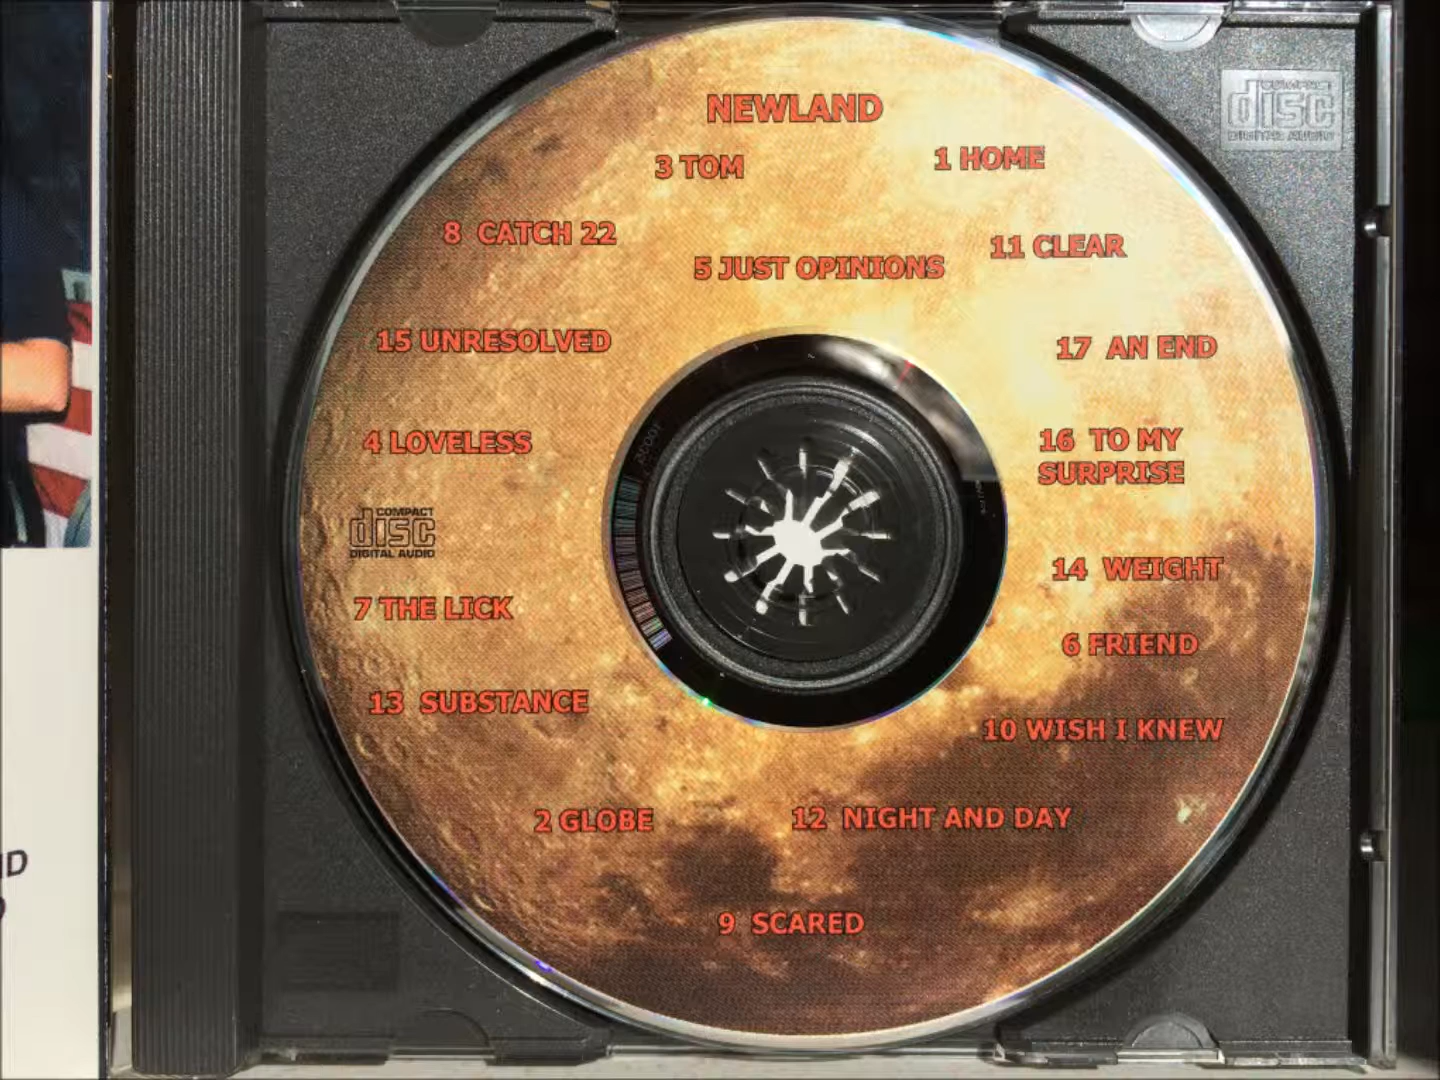 NEWLAND
3 TOM
1 HOME
8 CATCH 22
11 CLEAR
5 JUST OPINIONS
15 UNRESOLVED
17 AN END
4 LOVELESS
16 TO MY
SURPRISE
COMPACT
disc
DIGITAL AUDIO
14 WEIGHT
7 THE LICK
6 FRIEND
13 SUBSTANCE
10 WISH I KNEW
2 GLOBE
12 NIGHT AND DAY
9 SCARED
COMPACT
disc
DIGITAL AUDIO